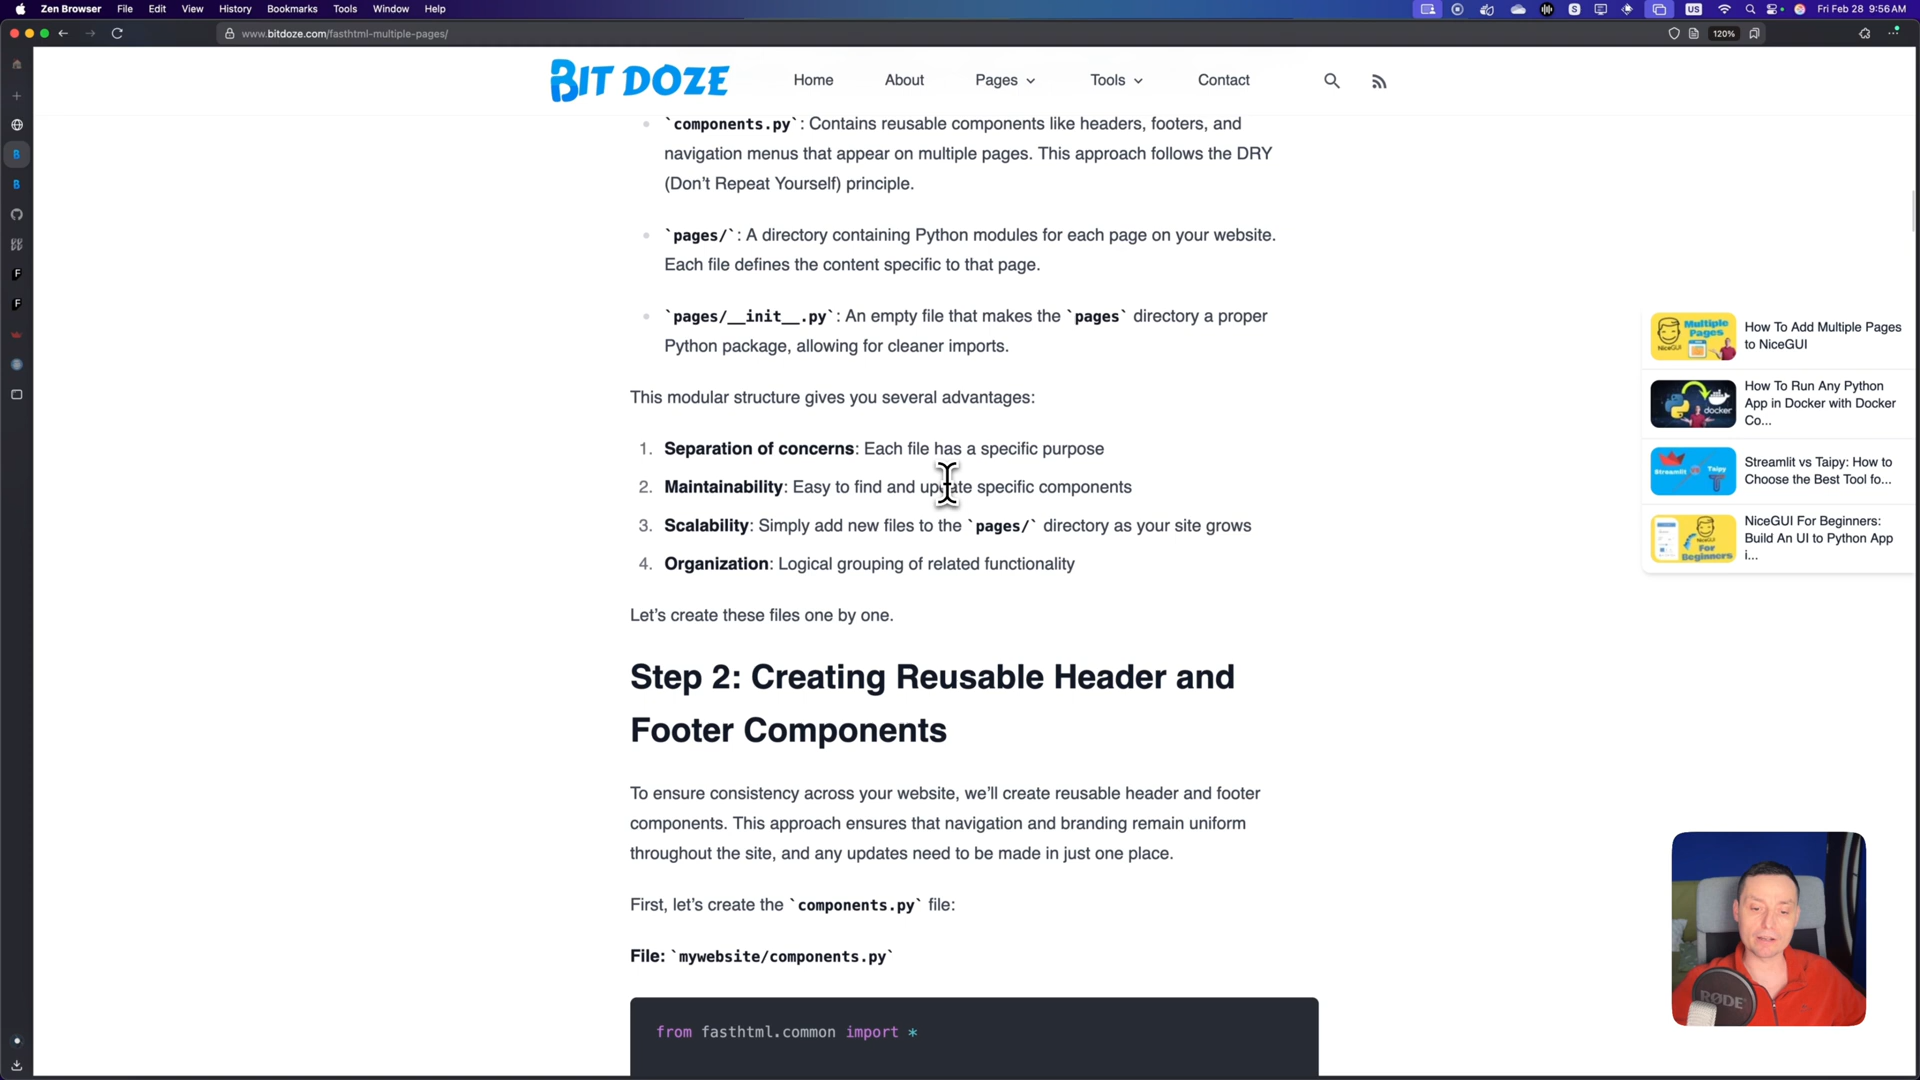 Zen Browser File Edit View History Bookmarks Tools Window Help
US
Fri Feb 28 9:56 AM
www.bitdoze.com/fasthtml-multiple-pages/
120%
BIT DOZE
Home About Pages Tools Contact
`components.py`: Contains reusable components like headers, footers, and
navigation menus that appear on multiple pages. This approach follows the DRY
(Don’t Repeat Yourself) principle.
`pages/`: A directory containing Python modules for each page on your website.
Each file defines the content specific to that page.
`pages/__init__.py`: An empty file that makes the `pages` directory a proper
Python package, allowing for cleaner imports.
This modular structure gives you several advantages:
1. Separation of concerns: Each file has a specific purpose
2. Maintainability: Easy to find and update specific components
3. Scalability: Simply add new files to the `pages/` directory as your site grows
4. Organization: Logical grouping of related functionality
Let’s create these files one by one.
Step 2: Creating Reusable Header and
Footer Components
To ensure consistency across your website, we’ll create reusable header and footer
components. This approach ensures that navigation and branding remain uniform
throughout the site, and any updates need to be made in just one place.
First, let’s create the `components.py` file:
File: `mywebsite/components.py`
from fasthtml.common import *
Multiple
Pages
NiceGUI
How To Add Multiple Pages
to NiceGUI
docker
How To Run Any Python
App in Docker with Docker
Co...
Streamlit
Taipy
Streamlit vs Taipy: How to
Choose the Best Tool fo...
NiceGUI
For
Beginners
NiceGUI For Beginners:
Build An UI to Python App
i...
RØDE